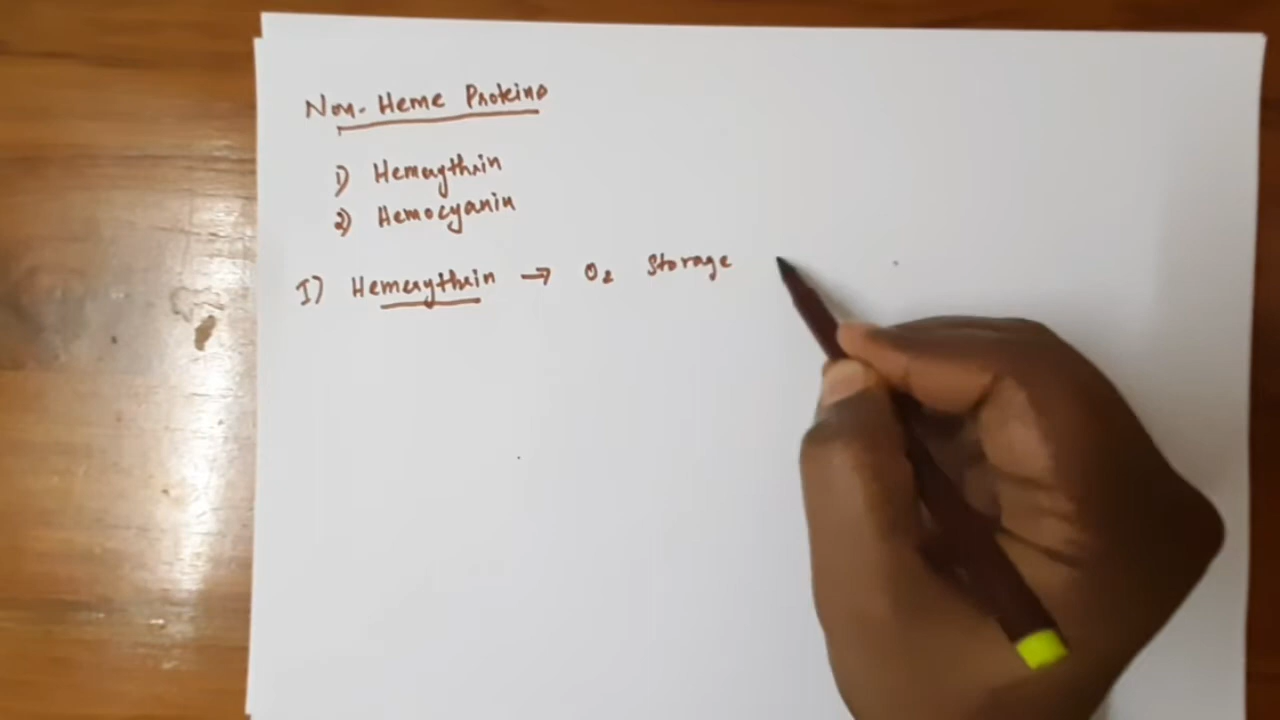 Non-Heme Proteins
1) Hemerythrin
2) Hemocyanin
I) Hemerythrin → O₂ Storage